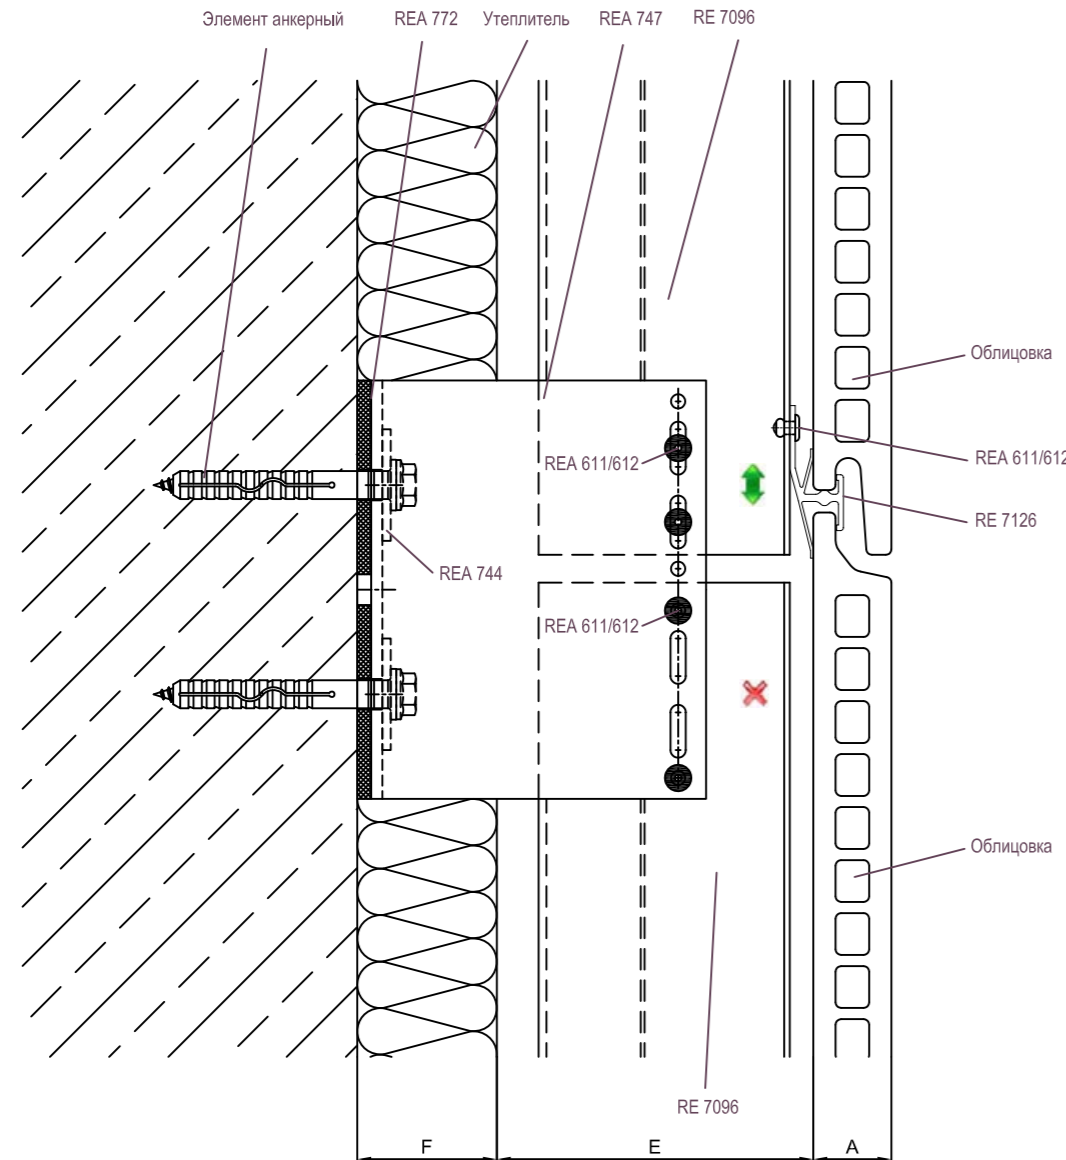 Элемент анкерный
REA 772
Утеплитель
REA 747
RE 7096
Облицовка
REA 611/612
REA 611/612
RE 7126
REA 744
REA 611/612
Облицовка
RE 7096
F
E
A